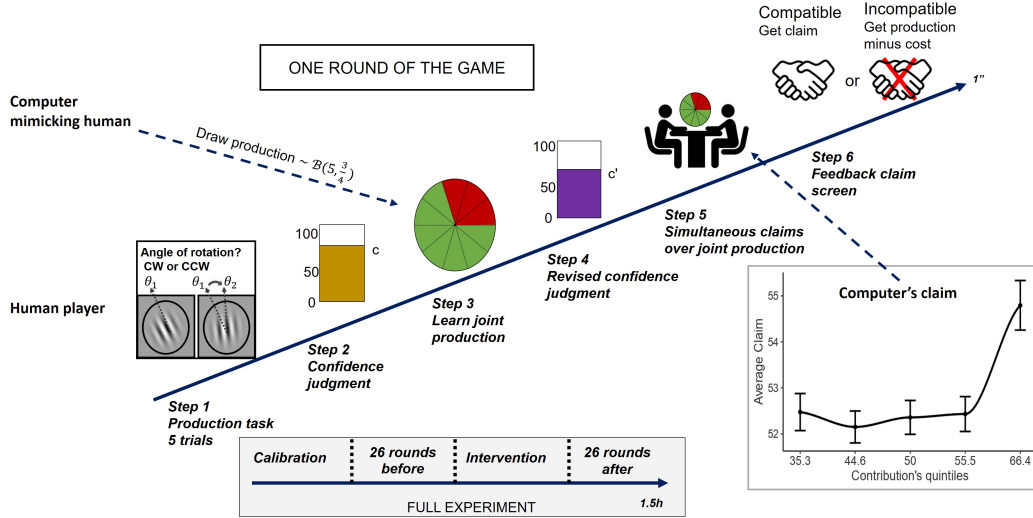 ONE ROUND OF THE GAME
Compatible
Get claim
or
Incompatible
Get production
minus cost
1”
Computer
mimicking human
Draw production ~ ℬ(5, 3/4)
Human player
Angle of rotation?
CW or CCW
θ1
θ1
θ2
100
50
0
c
100
50
0
c'
Step 1
Production task
5 trials
Step 2
Confidence
judgment
Step 3
Learn joint
production
Step 4
Revised confidence
judgment
Step 5
Simultaneous claims
over joint production
Step 6
Feedback claim
screen
Computer’s claim
Average Claim
55
54
53
52
35.3 44.6 50 55.5 66.4
Contribution's quintiles
Calibration
26 rounds
before
Intervention
26 rounds
after
FULL EXPERIMENT
1.5h